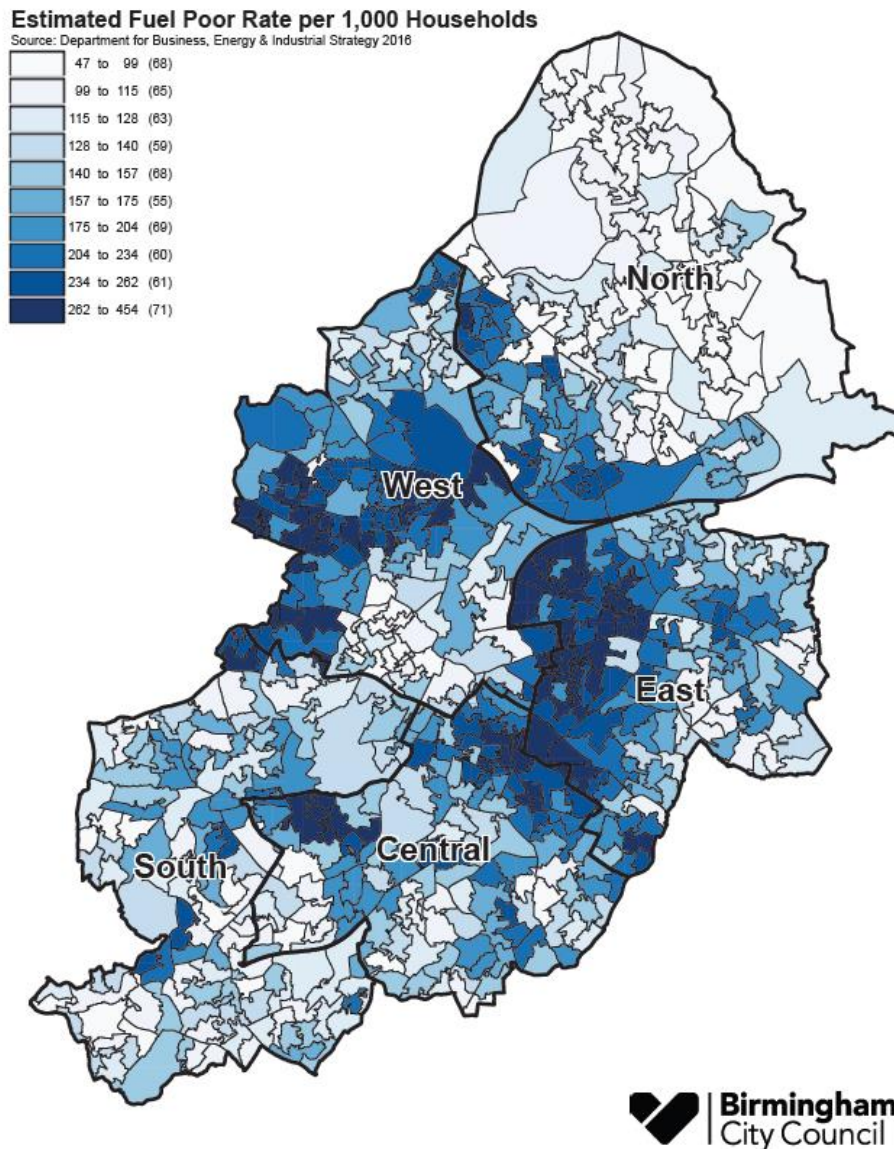 Estimated Fuel Poor Rate per 1,000 Households
Source: Department for Business, Energy & Industrial Strategy 2016
47 to 99 (68)
99 to 115 (65)
115 to 128 (63)
128 to 140 (59)
140 to 157 (68)
157 to 175 (55)
175 to 204 (69)
204 to 234 (60)
234 to 262 (61)
262 to 454 (71)
North
West
East
Central
South
Birmingham
City Council